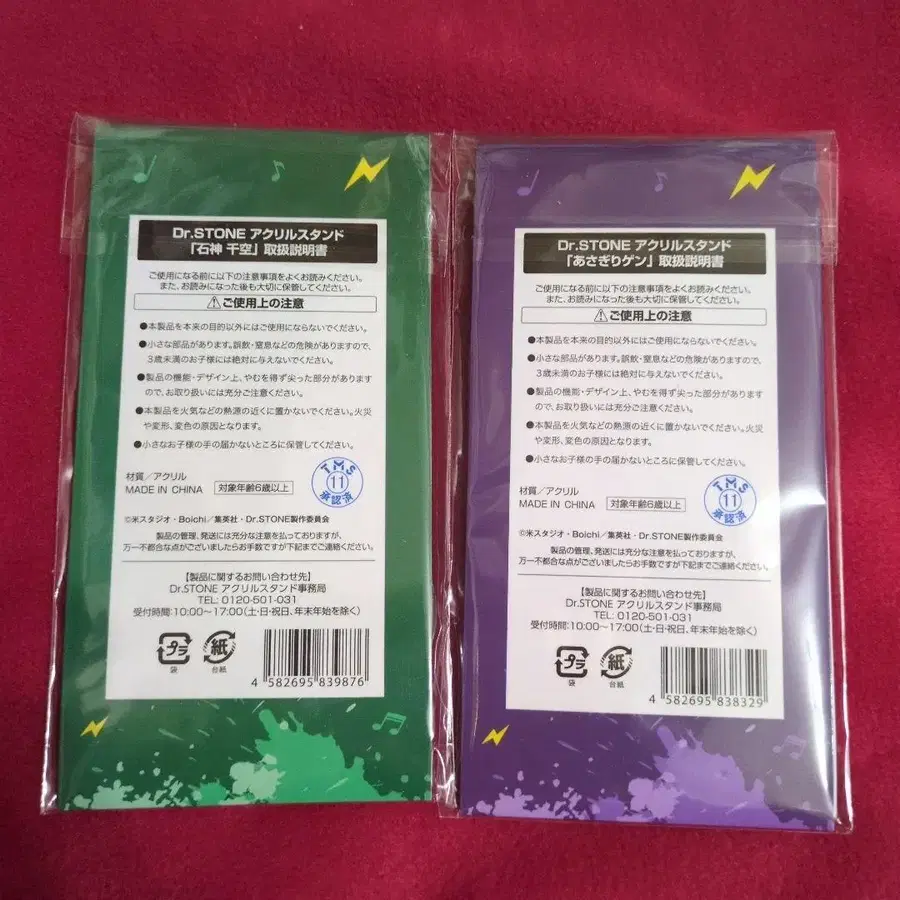 Dr.STONE アクリルスタンド
「石神 千空」取扱説明書
ご使用になる前に以下の注意事項をよくお読みください。
また、お読みになった後も大切に保管してください。
⚠ご使用上の注意
●本製品を本来の目的以外にはご使用にならないでください。
●小さな部品があります。誤飲・窒息などの危険がありますので、
3歳未満のお子様には絶対に与えないでください。
●製品の機能・デザイン上、やむを得ず尖った部分があります
ので、お取り扱いには充分ご注意ください。
●本製品を火気などの熱源の近くに置かないでください。火災
や変形、変色の原因となります。
●小さなお子様の手の届かないところに保管してください。
材質/アクリル
MADE IN CHINA
対象年齢6歳以上
TMS
11
承認済
©米スタジオ・Boichi/集英社・Dr.STONE製作委員会
製品の管理、発送には充分な注意を払っておりますが、
万一不都合な点がございましたらお手数ですが下記までご連絡ください。
【製品に関するお問い合わせ先】
Dr.STONE アクリルスタンド事務局
TEL: 0120-501-031
受付時間:10:00～17:00(土・日・祝日、年末年始を除く)
プラ
袋
紙
台紙
4 582695 839876
Dr.STONE アクリルスタンド
「あさぎりゲン」取扱説明書
ご使用になる前に以下の注意事項をよくお読みください。
また、お読みになった後も大切に保管してください。
⚠ご使用上の注意
●本製品を本来の目的以外にはご使用にならないでください。
●小さな部品があります。誤飲・窒息などの危険がありますので、
3歳未満のお子様には絶対に与えないでください。
●製品の機能・デザイン上、やむを得ず尖った部分があります
ので、お取り扱いには充分ご注意ください。
●本製品を火気などの熱源の近くに置かないでください。火災
や変形、変色の原因となります。
●小さなお子様の手の届かないところに保管してください。
材質/アクリル
MADE IN CHINA
対象年齢6歳以上
TMS
11
承認済
©米スタジオ・Boichi/集英社・Dr.STONE製作委員会
製品の管理、発送には充分な注意を払っておりますが、
万一不都合な点がございましたらお手数ですが下記までご連絡ください。
【製品に関するお問い合わせ先】
Dr.STONE アクリルスタンド事務局
TEL: 0120-501-031
受付時間:10:00～17:00(土・日・祝日、年末年始を除く)
プラ
袋
紙
台紙
4 582695 838329